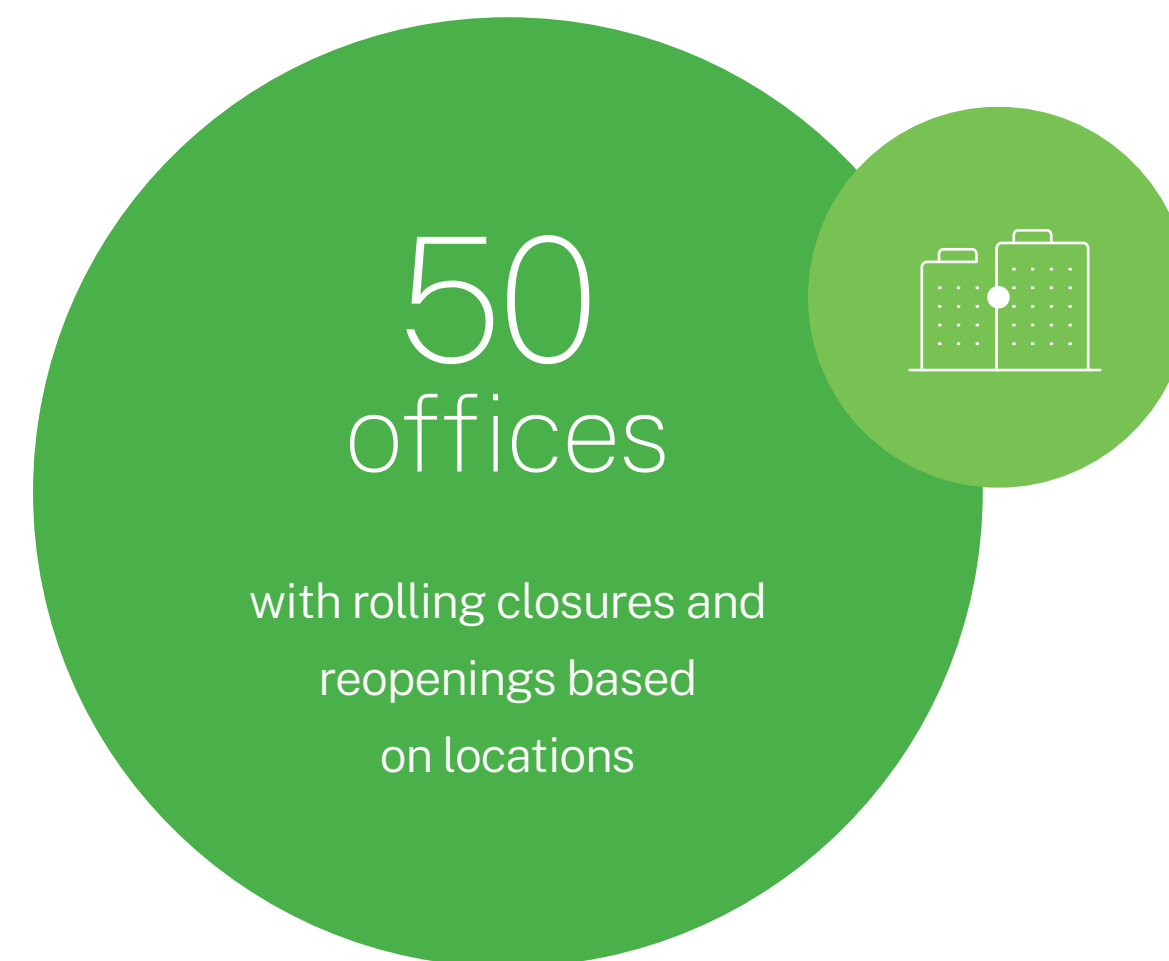 50
offices
with rolling closures and
reopenings based
on locations